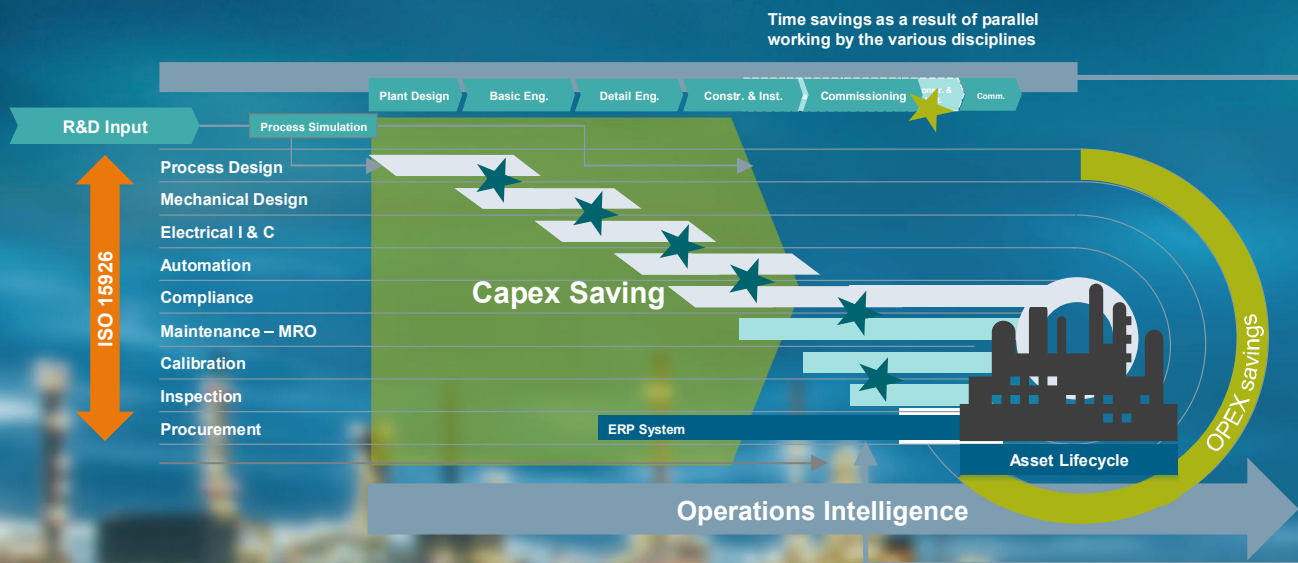 Time savings as a result of parallel
working by the various disciplines
Plant Design
Basic Eng.
Detail Eng.
Constr. & Inst.
Commissioning
Comm.
R&D Input
Process Simulation
ISO 15926
Process Design
Mechanical Design
Electrical I & C
Automation
Compliance
Maintenance – MRO
Calibration
Inspection
Procurement
Capex Saving
ERP System
OPEX savings
Asset Lifecycle
Operations Intelligence